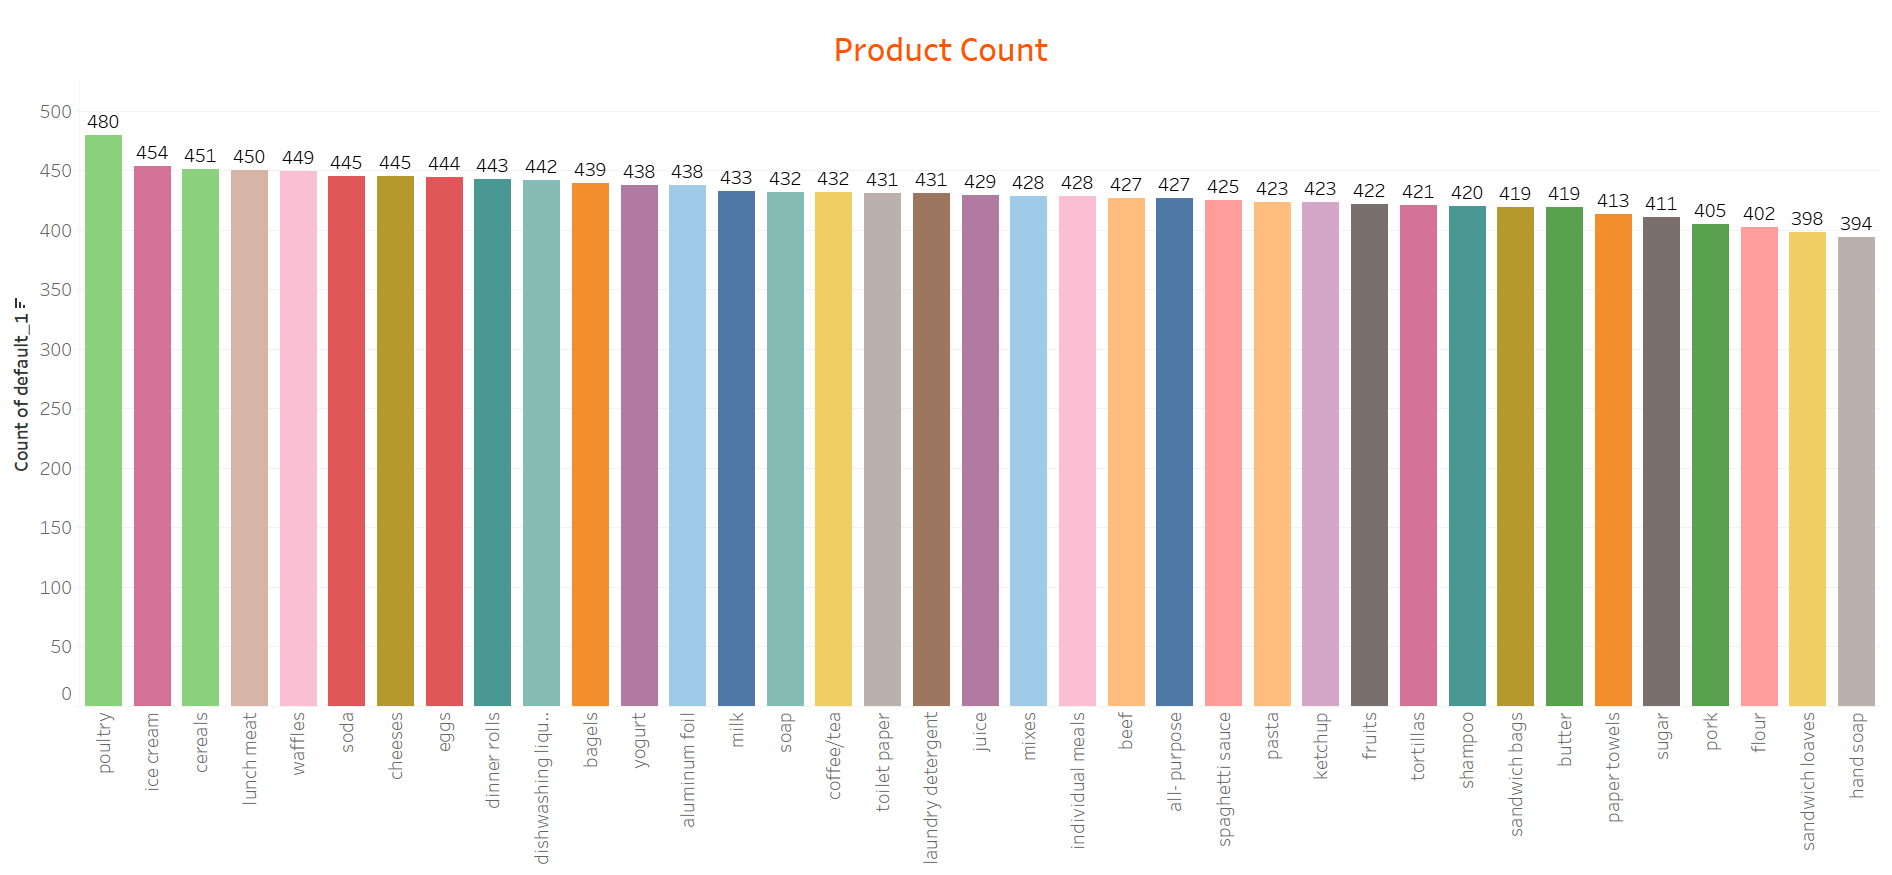 Product Count
Count of default_1
500
450
400
350
300
250
200
150
100
50
0
480 454 451 450 449 445 445 444 443 442 439 438 438 433 432 432 431 431 429 428 428 427 427 425 423 423 422 421 420 419 419 413 411 405 402 398 394
poultry
ice cream
cereals
lunch meat
waffles
soda
cheeses
eggs
dinner rolls
dishwashing liqu..
bagels
yogurt
aluminum foil
milk
soap
coffee/tea
toilet paper
laundry detergent
juice
mixes
individual meals
beef
all- purpose
spaghetti sauce
pasta
ketchup
fruits
tortillas
shampoo
sandwich bags
butter
paper towels
sugar
pork
flour
sandwich loaves
hand soap